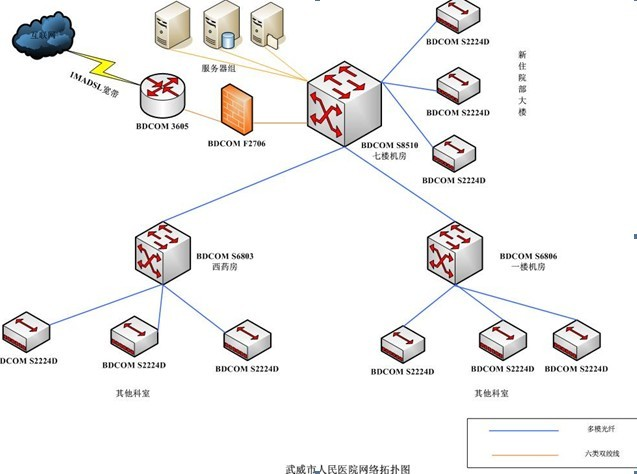 互联网
1MADSL宽带
服务器组
BDCOM 3605
BDCOM F2706
BDCOM S8510
七楼机房
BDCOM S2224D
BDCOM S2224D
BDCOM S2224D
新住院部大楼
BDCOM S6803
西药房
BDCOM S6806
一楼机房
DCOM S2224D
BDCOM S2224D
BDCOM S2224D
其他科室
BDCOM S2224D
BDCOM S2224D
BDCOM S2224D
其他科室
多模光纤
六类双绞线
武威市人民医院网络拓扑图